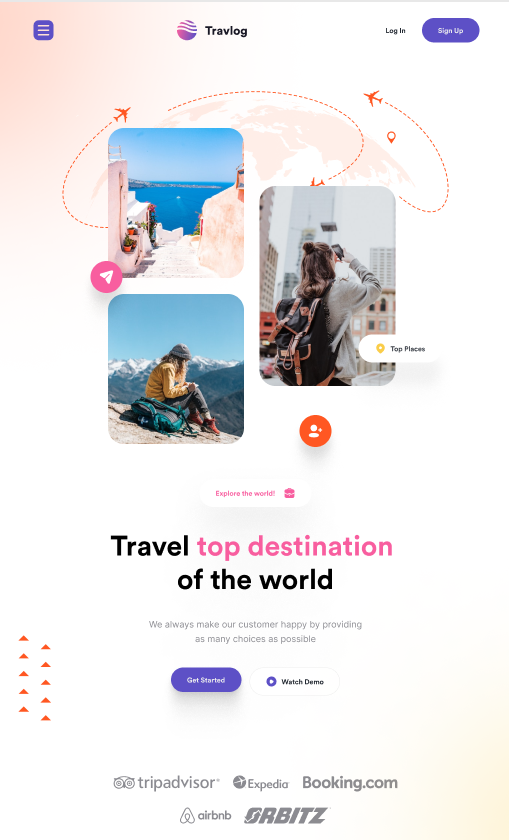 Travlog
Log In
Sign Up
Top Places
Explore the world!
Travel top destination
of the world
We always make our customer happy by providing
as many choices as possible
Get Started
Watch Demo
tripadvisor®
Expedia
Booking.com
airbnb
ORBITZ